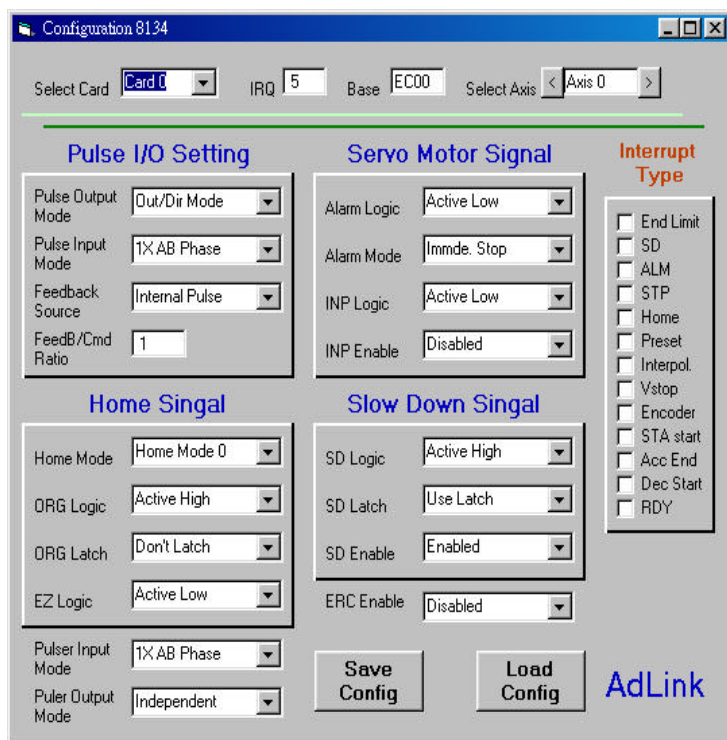 Configuration 8134
Select Card Card 0 IRQ 5 Base EC00 Select Axis < Axis 0 >
Pulse I/O Setting
Pulse Output Mode Out/Dir Mode
Pulse Input Mode 1X AB Phase
Feedback Source Internal Pulse
FeedB/Cmd Ratio 1
Servo Motor Signal
Alarm Logic Active Low
Alarm Mode Immde. Stop
INP Logic Active Low
INP Enable Disabled
Interrupt
Type
End Limit
SD
ALM
STP
Home
Preset
Interpol.
Vstop
Encoder
STA start
Acc End
Dec Start
RDY
Home Singal
Home Mode Home Mode 0
ORG Logic Active High
ORG Latch Don't Latch
EZ Logic Active Low
Slow Down Singal
SD Logic Active High
SD Latch Use Latch
SD Enable Enabled
ERC Enable Disabled
Pulser Input Mode 1X AB Phase
Puler Output Mode Independent
Save
Config
Load
Config
AdLink